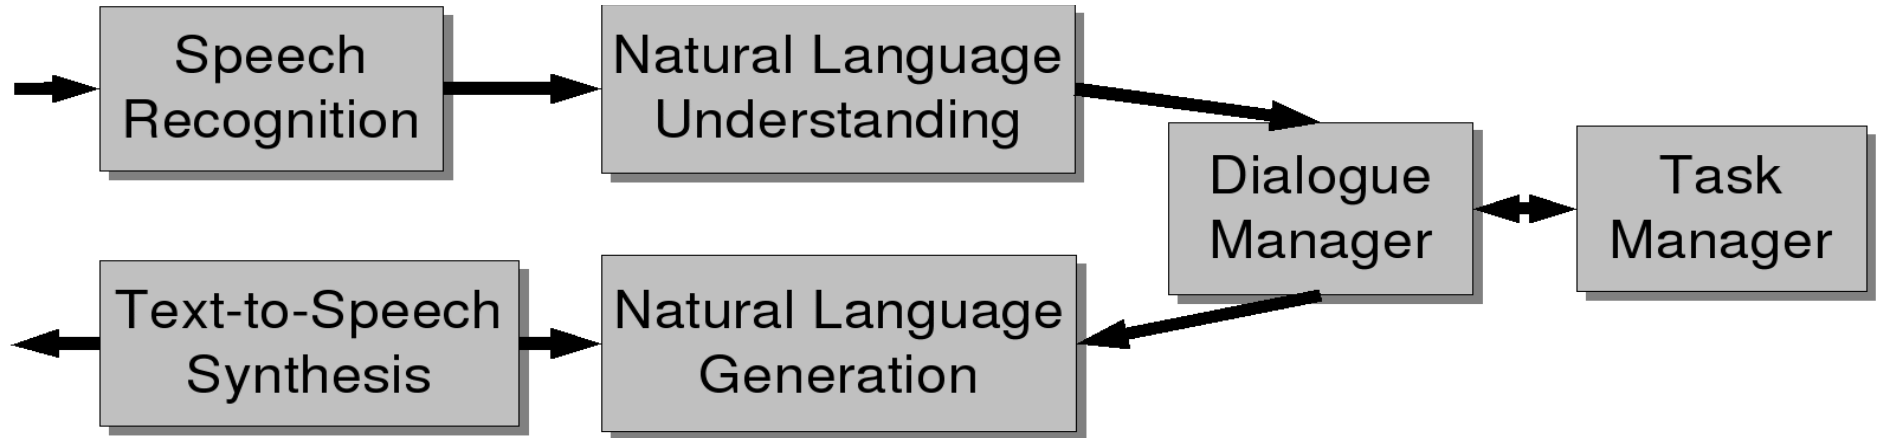 Speech
Recognition
Natural Language
Understanding
Dialogue
Manager
Task
Manager
Text-to-Speech
Synthesis
Natural Language
Generation